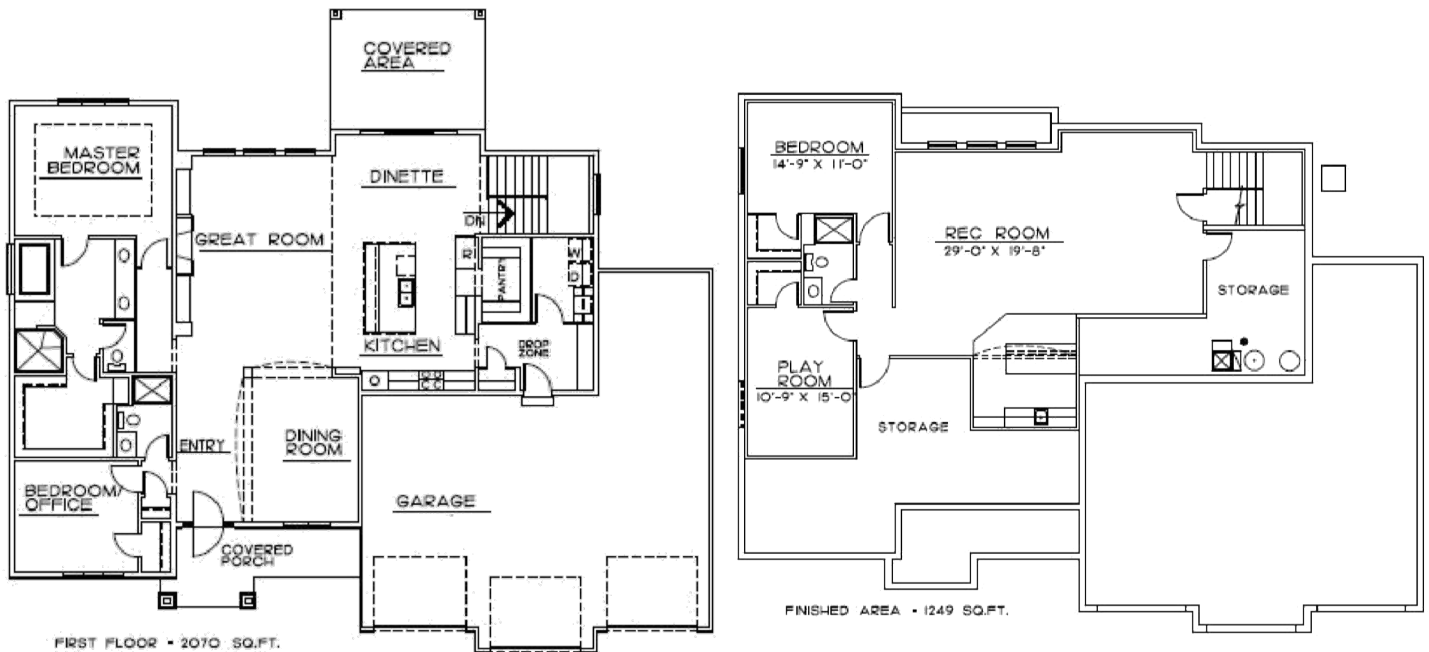 COVERED
AREA
MASTER
BEDROOM
DINETTE
GREAT ROOM
DN
R
PANTRY
W
D
KITCHEN
DROP
ZONE
ENTRY
DINING
ROOM
BEDROOM/
OFFICE
GARAGE
COVERED
PORCH
FIRST FLOOR - 2070 SQ.FT.
BEDROOM
14'-9" X 11'-0"
REC ROOM
29'-0" X 19'-8"
STORAGE
PLAY
ROOM
10'-9" X 15'-0"
STORAGE
FINISHED AREA - 1249 SQ.FT.